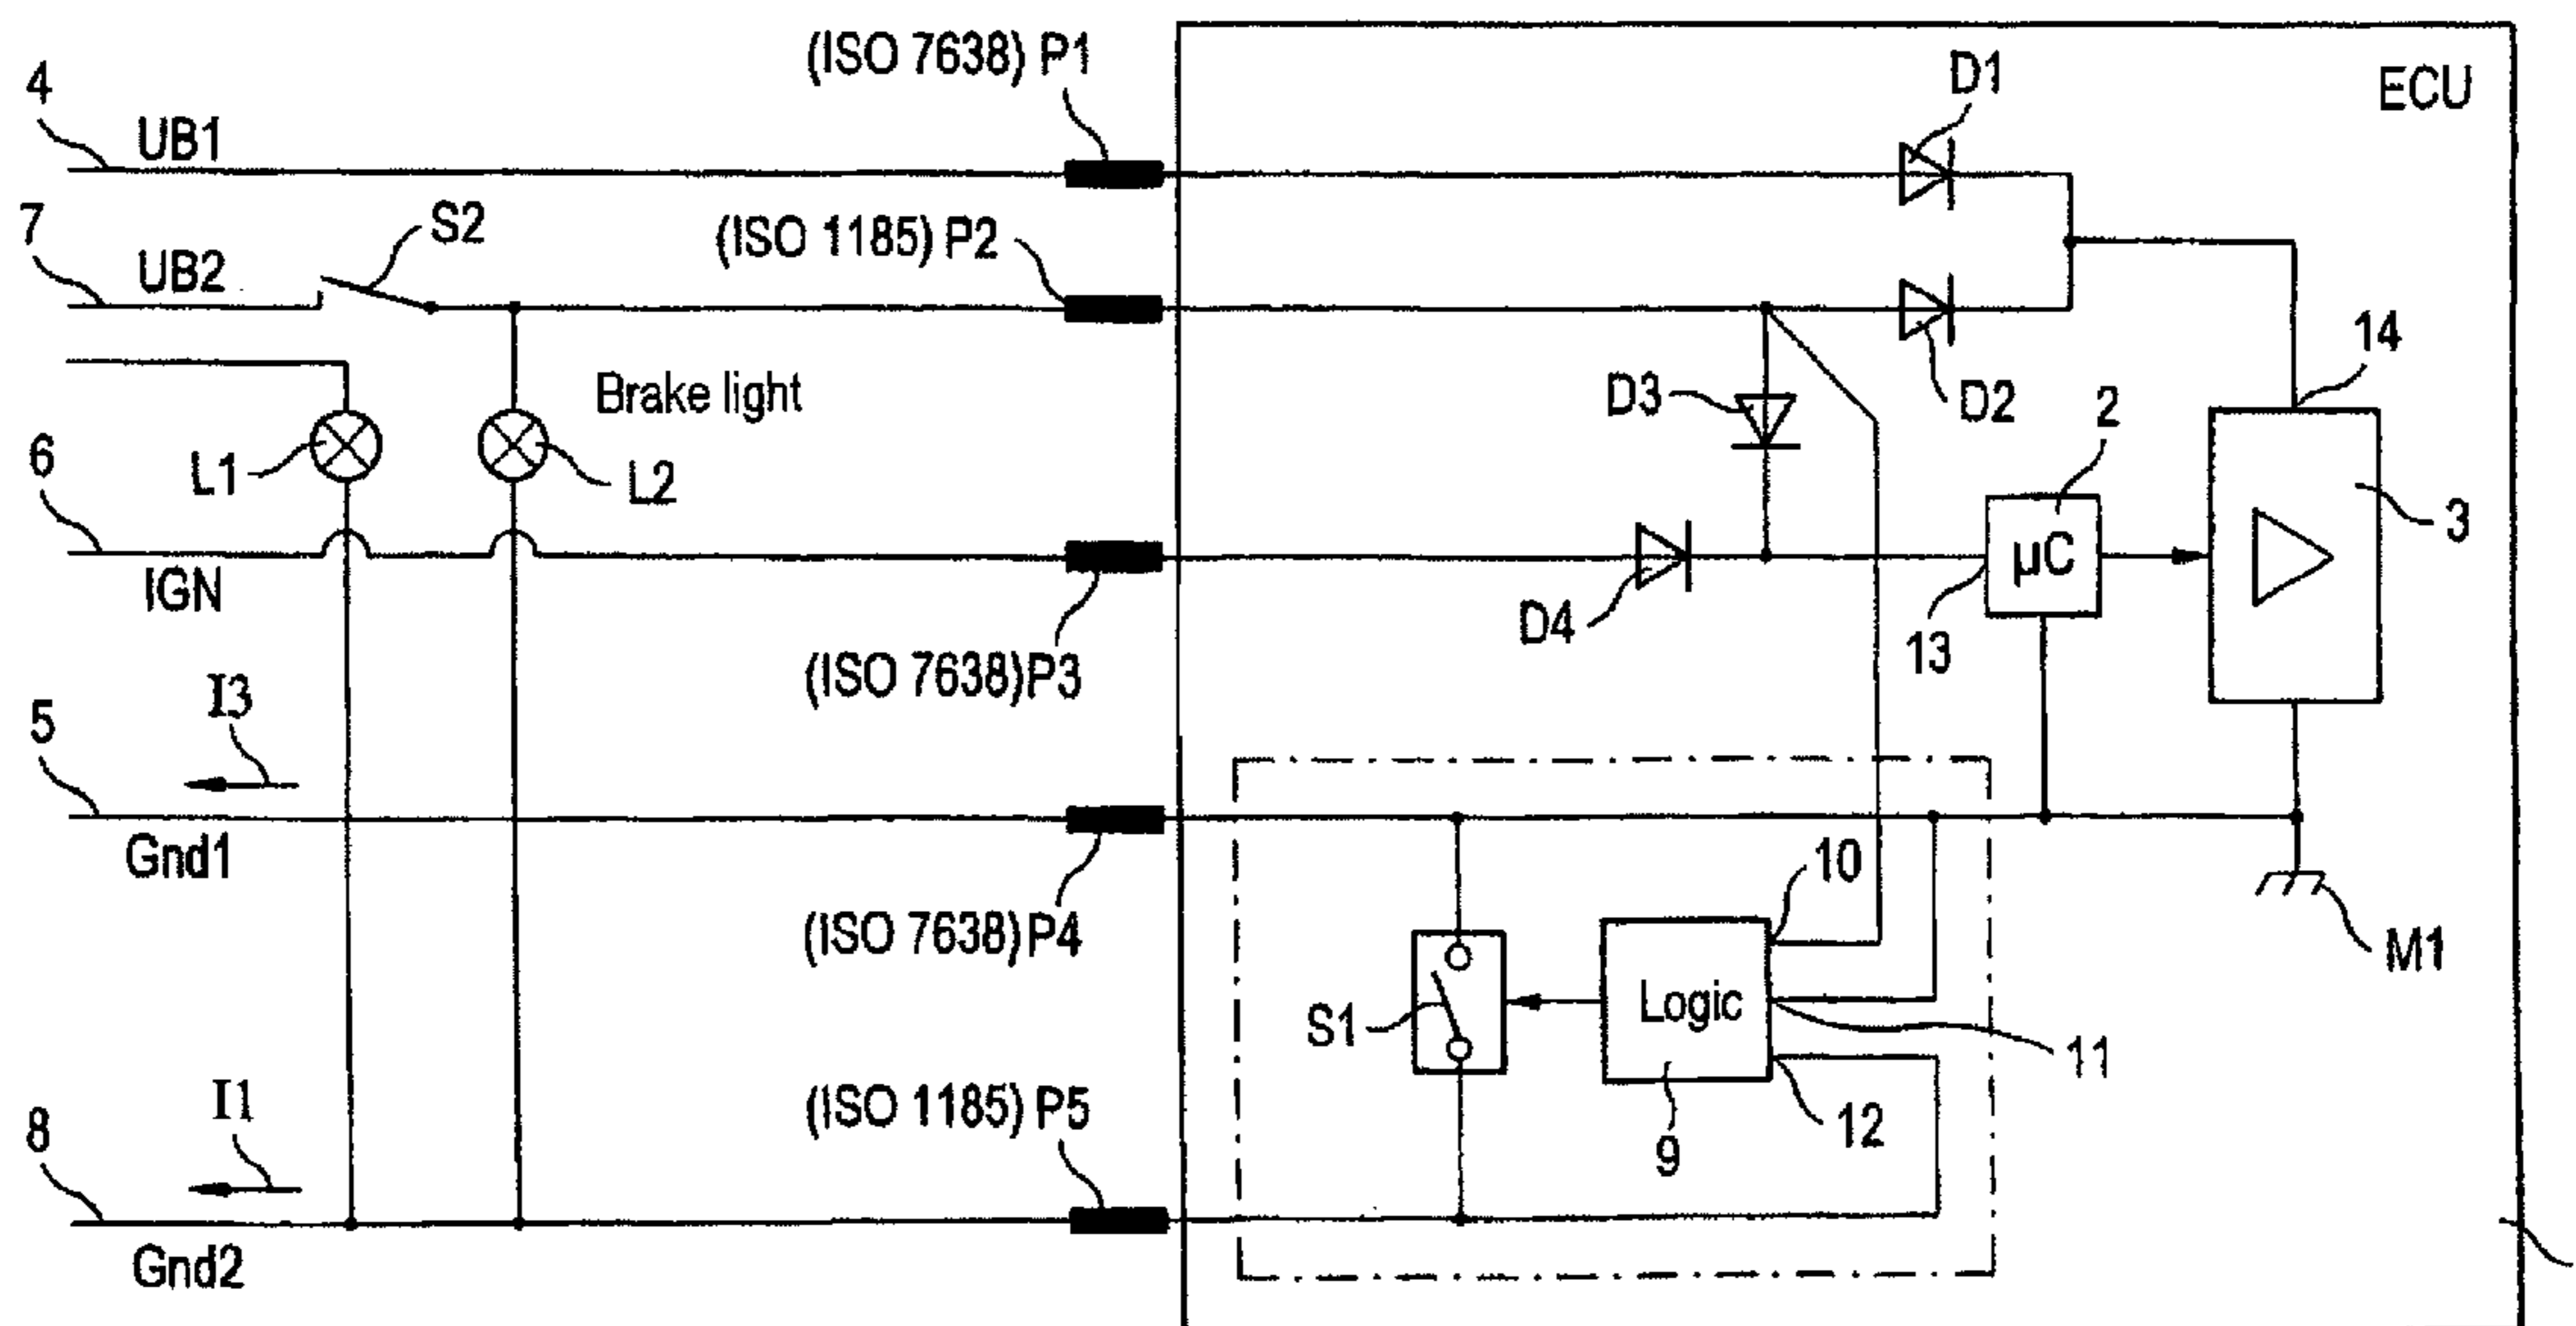 (ISO 7638) P1
D1
ECU
4
UB1
7
UB2
S2
(ISO 1185) P2
14
Brake light
D3
D2
2
6
L1
L2
3
IGN
µC
D4
13
(ISO 7638)P3
I3
5
Gnd1
10
(ISO 7638)P4
M1
S1
Logic
11
I1
(ISO 1185) P5
12
8
9
Gnd2